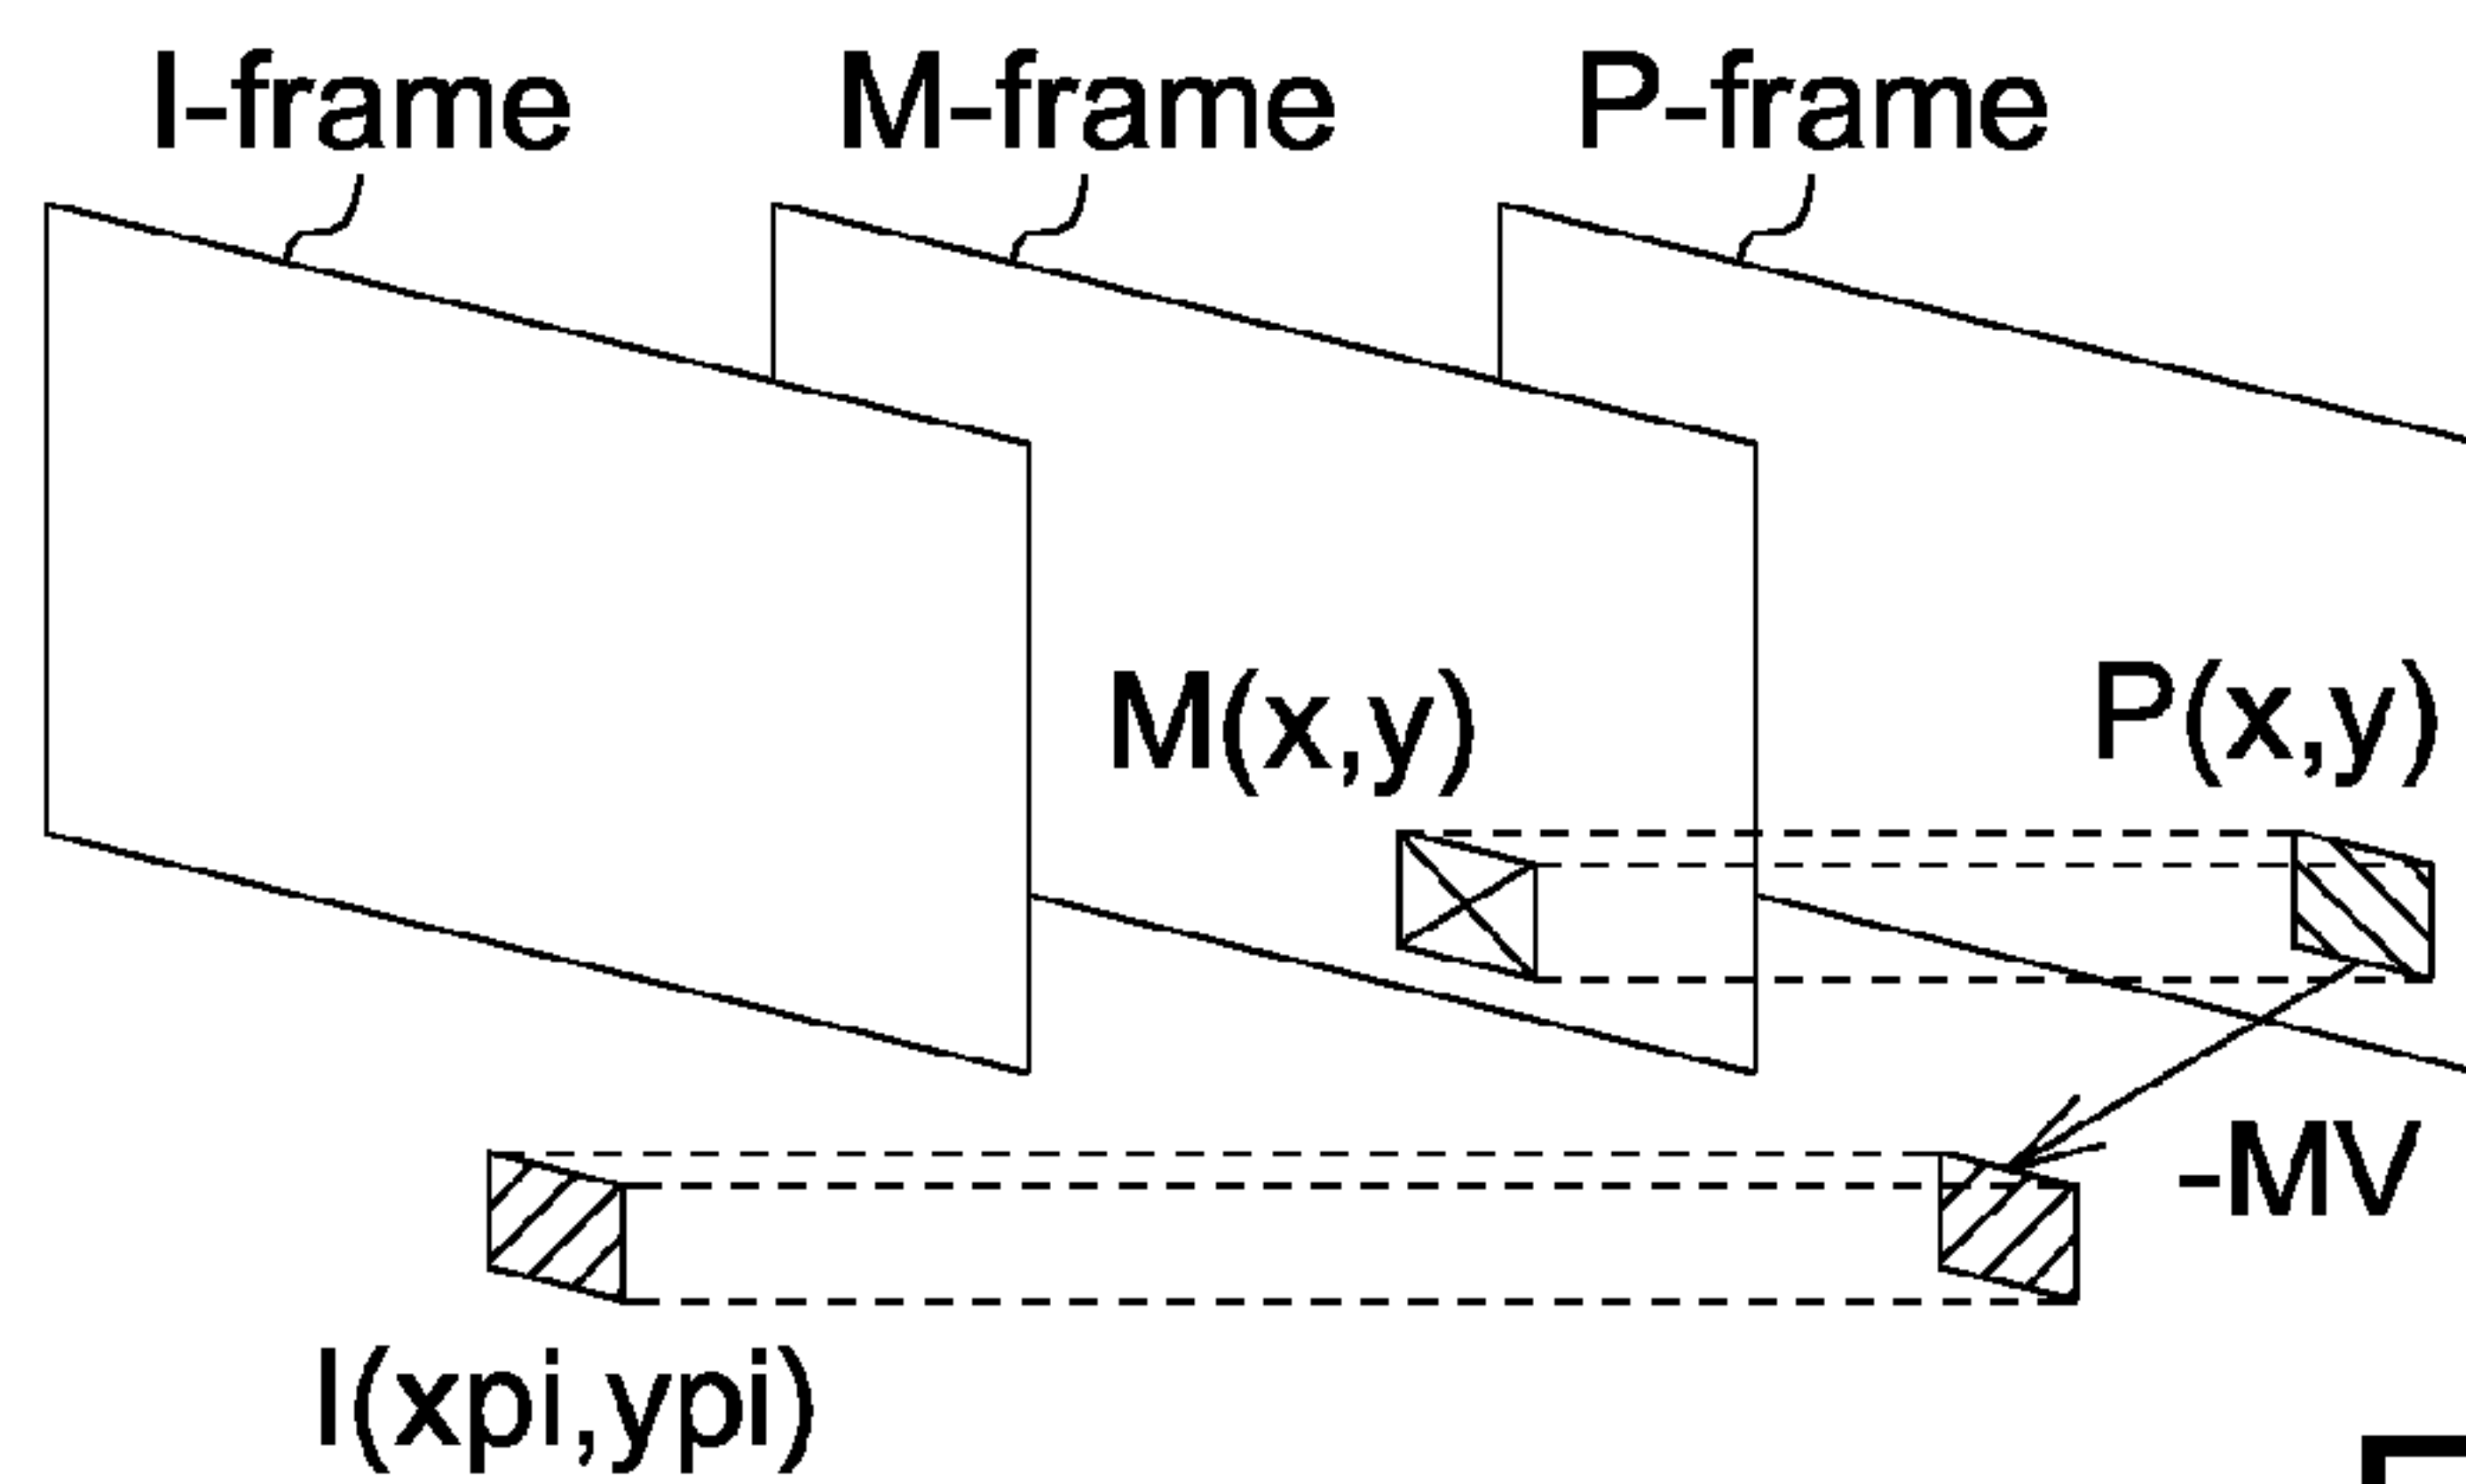 I-frame M-frame P-frame
M(x,y)
P(x,y)
-MV
I(xpi,ypi)